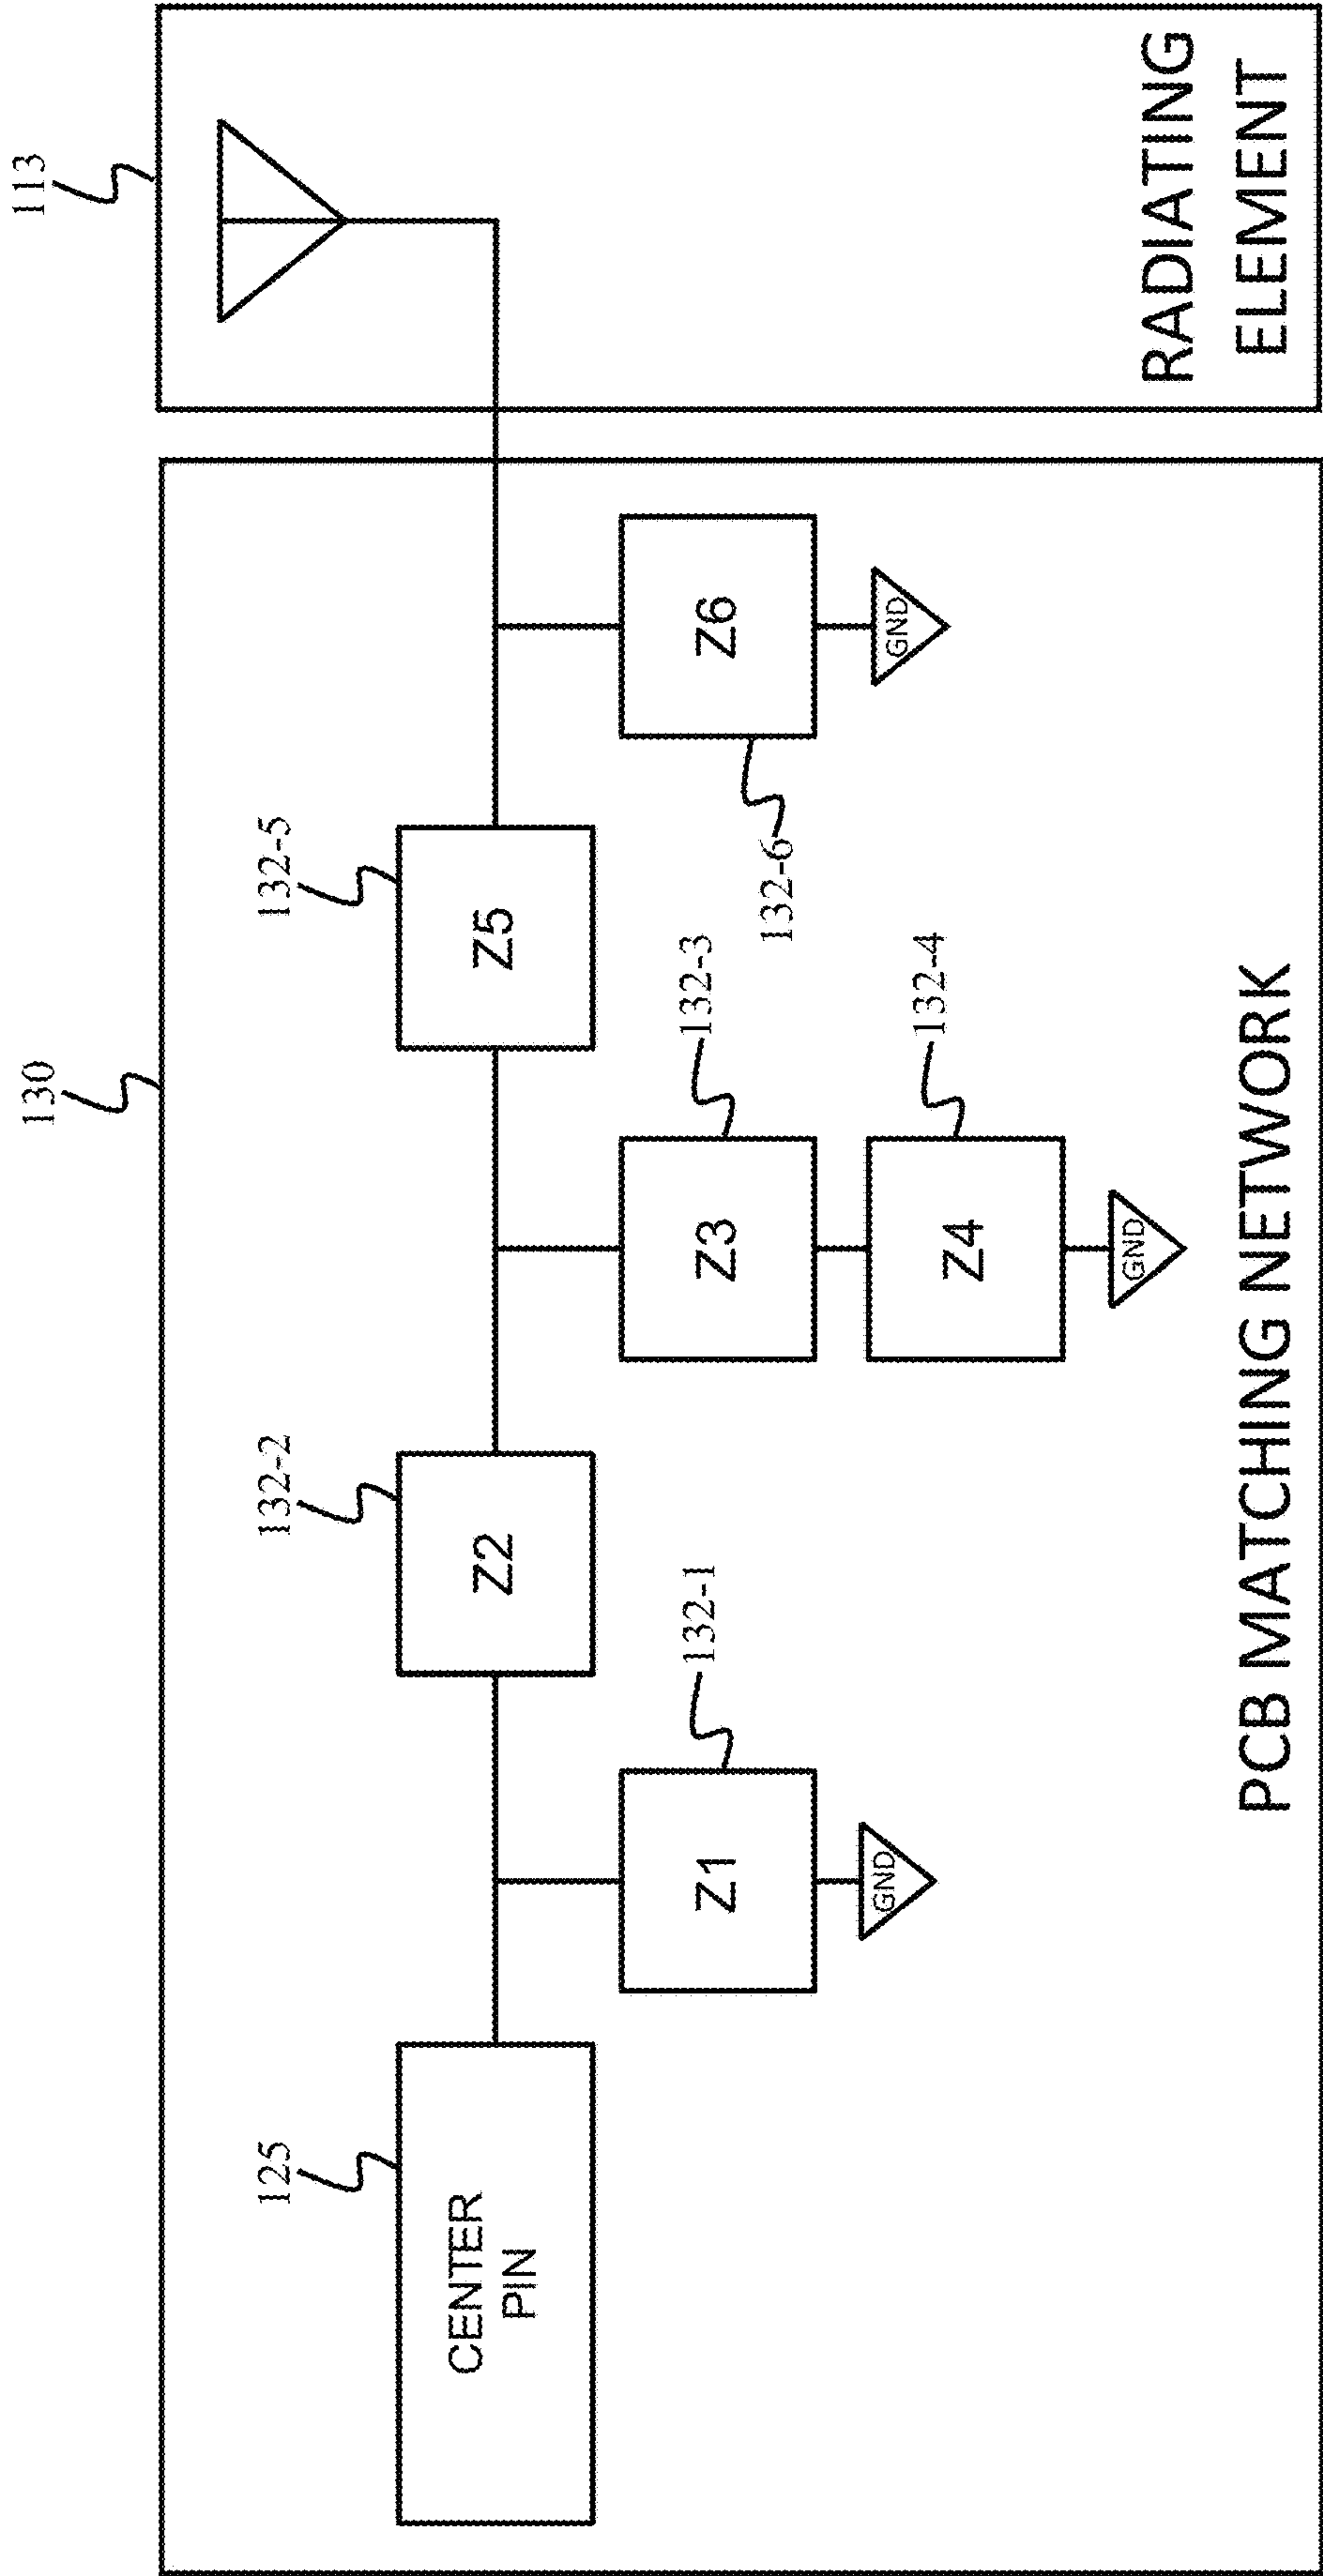 130
113
125
132-2
132-5
CENTER
PIN
Z2
Z5
Z1
132-1
Z3
132-3
Z6
132-6
GND
Z4
132-4
GND
GND
PCB MATCHING NETWORK
RADIATING
ELEMENT